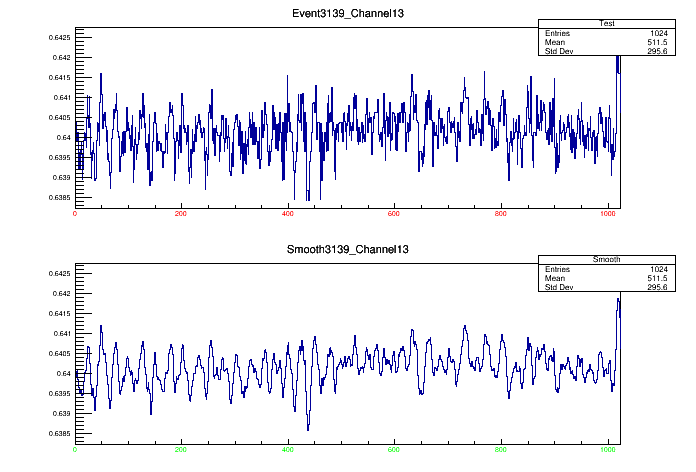 Event3139_Channel13
Test
Entries 1024
Mean 511.5
Std Dev 295.6
0.6425
0.642
0.6415
0.641
0.6405
0.64
0.6395
0.639
0.6385
0 200 400 600 800 1000
Smooth3139_Channel13
Smooth
Entries 1024
Mean 511.5
Std Dev 295.6
0.6425
0.642
0.6415
0.641
0.6405
0.64
0.6395
0.639
0.6385
0 200 400 600 800 1000